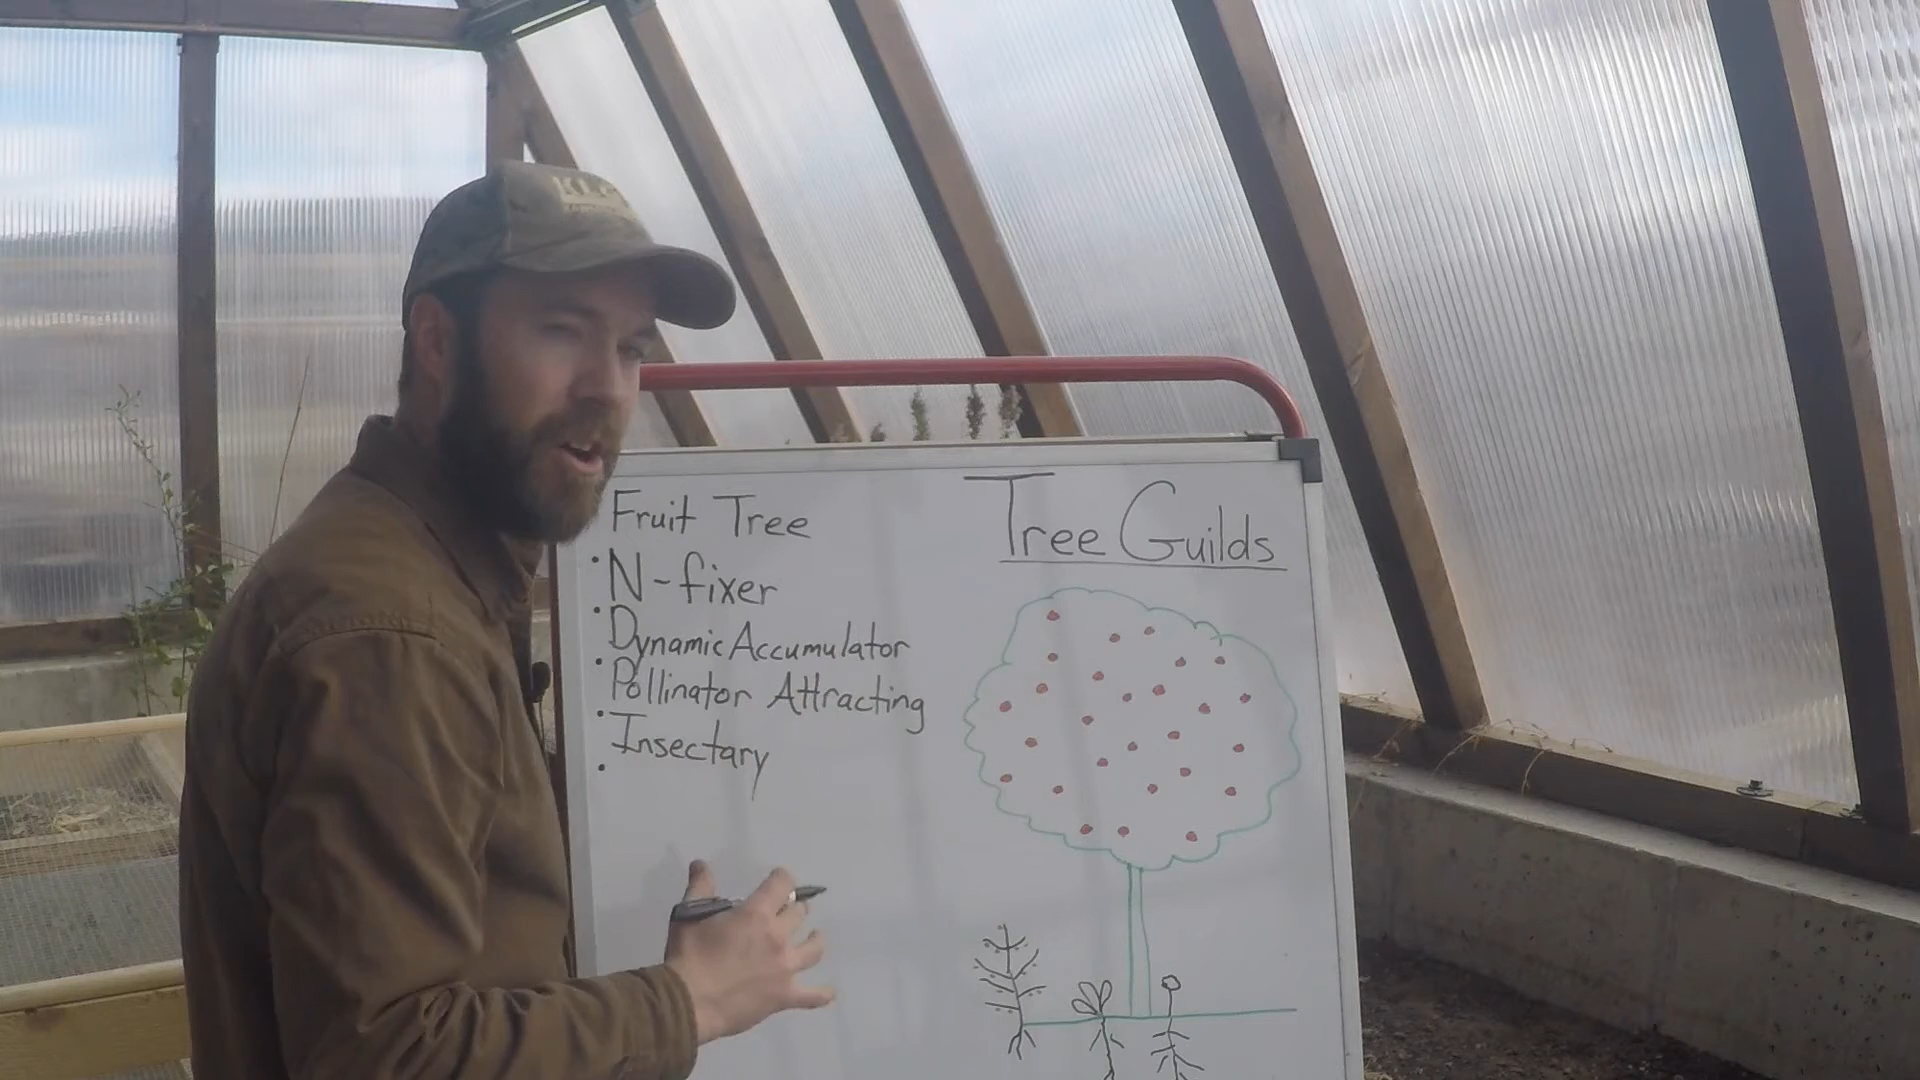 Fruit Tree
• N-fixer
• Dynamic Accumulator
• Pollinator Attracting
• Insectary
•
Tree Guilds